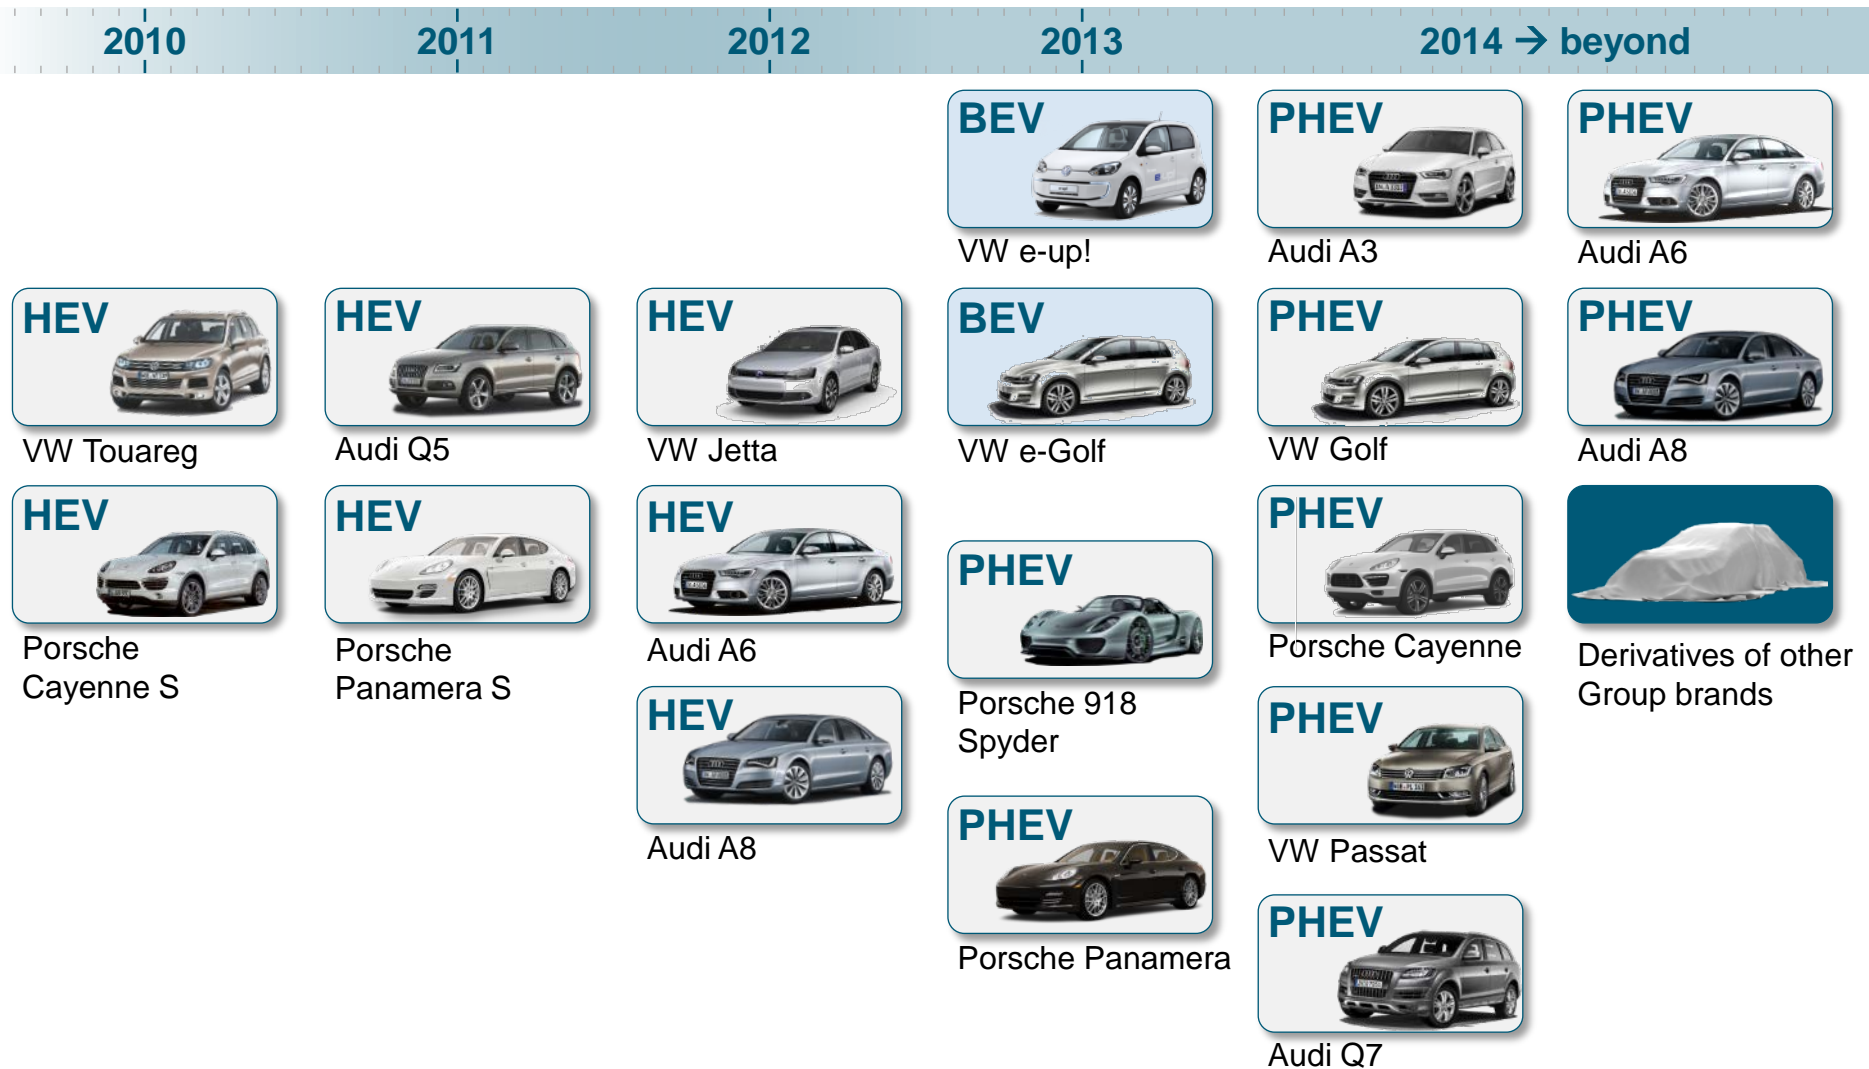 2010
2011
2012
2013
2014 → beyond
HEV
VW Touareg
HEV
Porsche
Cayenne S
HEV
Audi Q5
HEV
Porsche
Panamera S
HEV
VW Jetta
HEV
Audi A6
HEV
Audi A8
BEV
VW e-up!
BEV
VW e-Golf
PHEV
Porsche 918
Spyder
PHEV
Porsche Panamera
PHEV
Audi A3
PHEV
VW Golf
PHEV
Porsche Cayenne
PHEV
VW Passat
PHEV
Audi Q7
PHEV
Audi A6
PHEV
Audi A8
Derivatives of other
Group brands